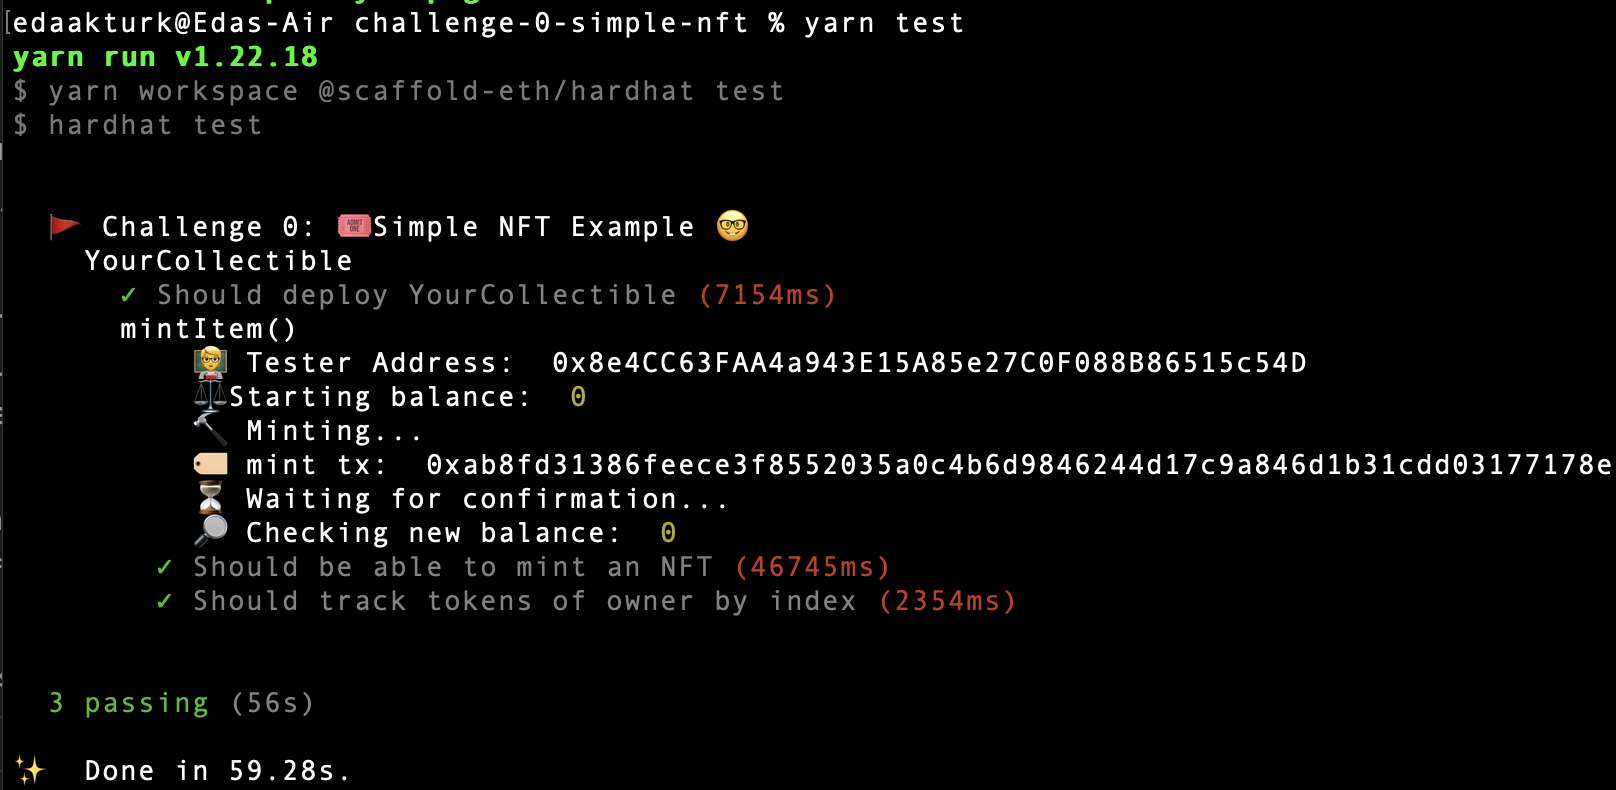 edaakturk@Edas-Air challenge-0-simple-nft % yarn test
yarn run v1.22.18
$ yarn workspace @scaffold-eth/hardhat test
$ hardhat test
🚩 Challenge 0: 🎟Simple NFT Example 🤓
YourCollectible
✓ Should deploy YourCollectible (7154ms)
mintItem()
🧑‍🏫 Tester Address:  0x8e4CC63FAA4a943E15A85e27C0F088B86515c54D
⚖️Starting balance:  0
🔨 Minting...
🏷 mint tx:  0xab8fd31386feece3f8552035a0c4b6d9846244d17c9a846d1b31cdd03177178e
⏳ Waiting for confirmation...
🔎 Checking new balance:  0
✓ Should be able to mint an NFT (46745ms)
✓ Should track tokens of owner by index (2354ms)
3 passing (56s)
✨  Done in 59.28s.